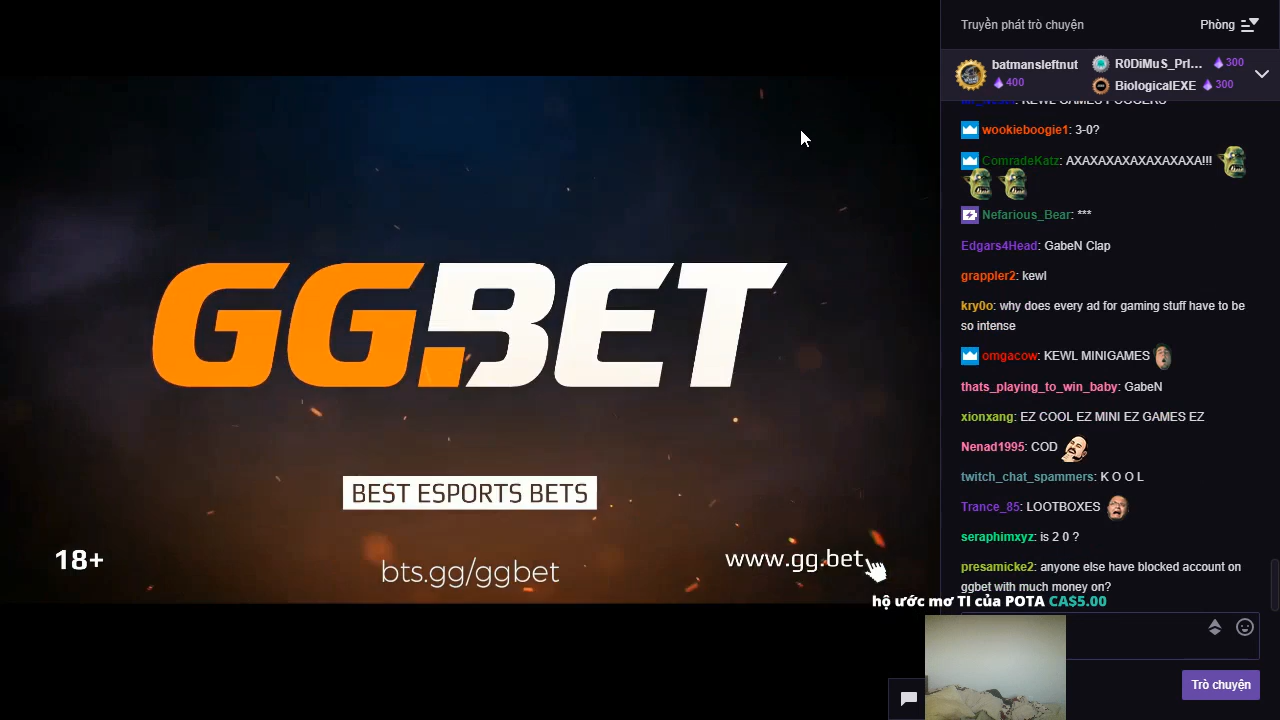 GG.BET
BEST ESPORTS BETS
18+
bts.gg/ggbet
www.gg.bet
Truyền phát trò chuyện
Phòng
batmansleftnut
400
R0DiMuS_PrI...
300
BiologicalEXE
300
KEWL GAMES POGGERS
wookieboogie1: 3-0?
ComradeKatz: AXAXAXAXAXAXAXAXA!!!
Nefarious_Bear: ***
Edgars4Head: GabeN Clap
grappler2: kewl
kry0o: why does every ad for gaming stuff have to be
so intense
omgacow: KEWL MINIGAMES
thats_playing_to_win_baby: GabeN
xionxang: EZ COOL EZ MINI EZ GAMES EZ
Nenad1995: COD
twitch_chat_spammers: K O O L
Trance_85: LOOTBOXES
seraphimxyz: is 2 0 ?
presamicke2: anyone else have blocked account on
ggbet with much money on?
hộ ước mơ TI của POTA CA$5.00
Trò chuyện